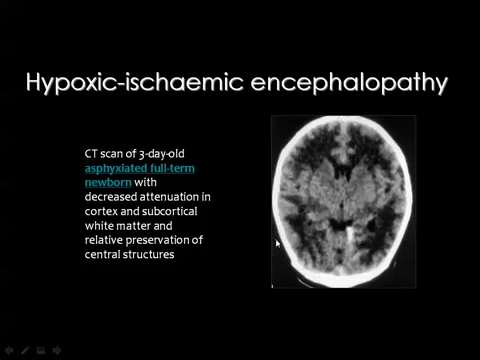 Hypoxic-ischaemic encephalopathy
CT scan of 3-day-old
asphyxiated full-term
newborn with
decreased attenuation in
cortex and subcortical
white matter and
relative preservation of
central structures